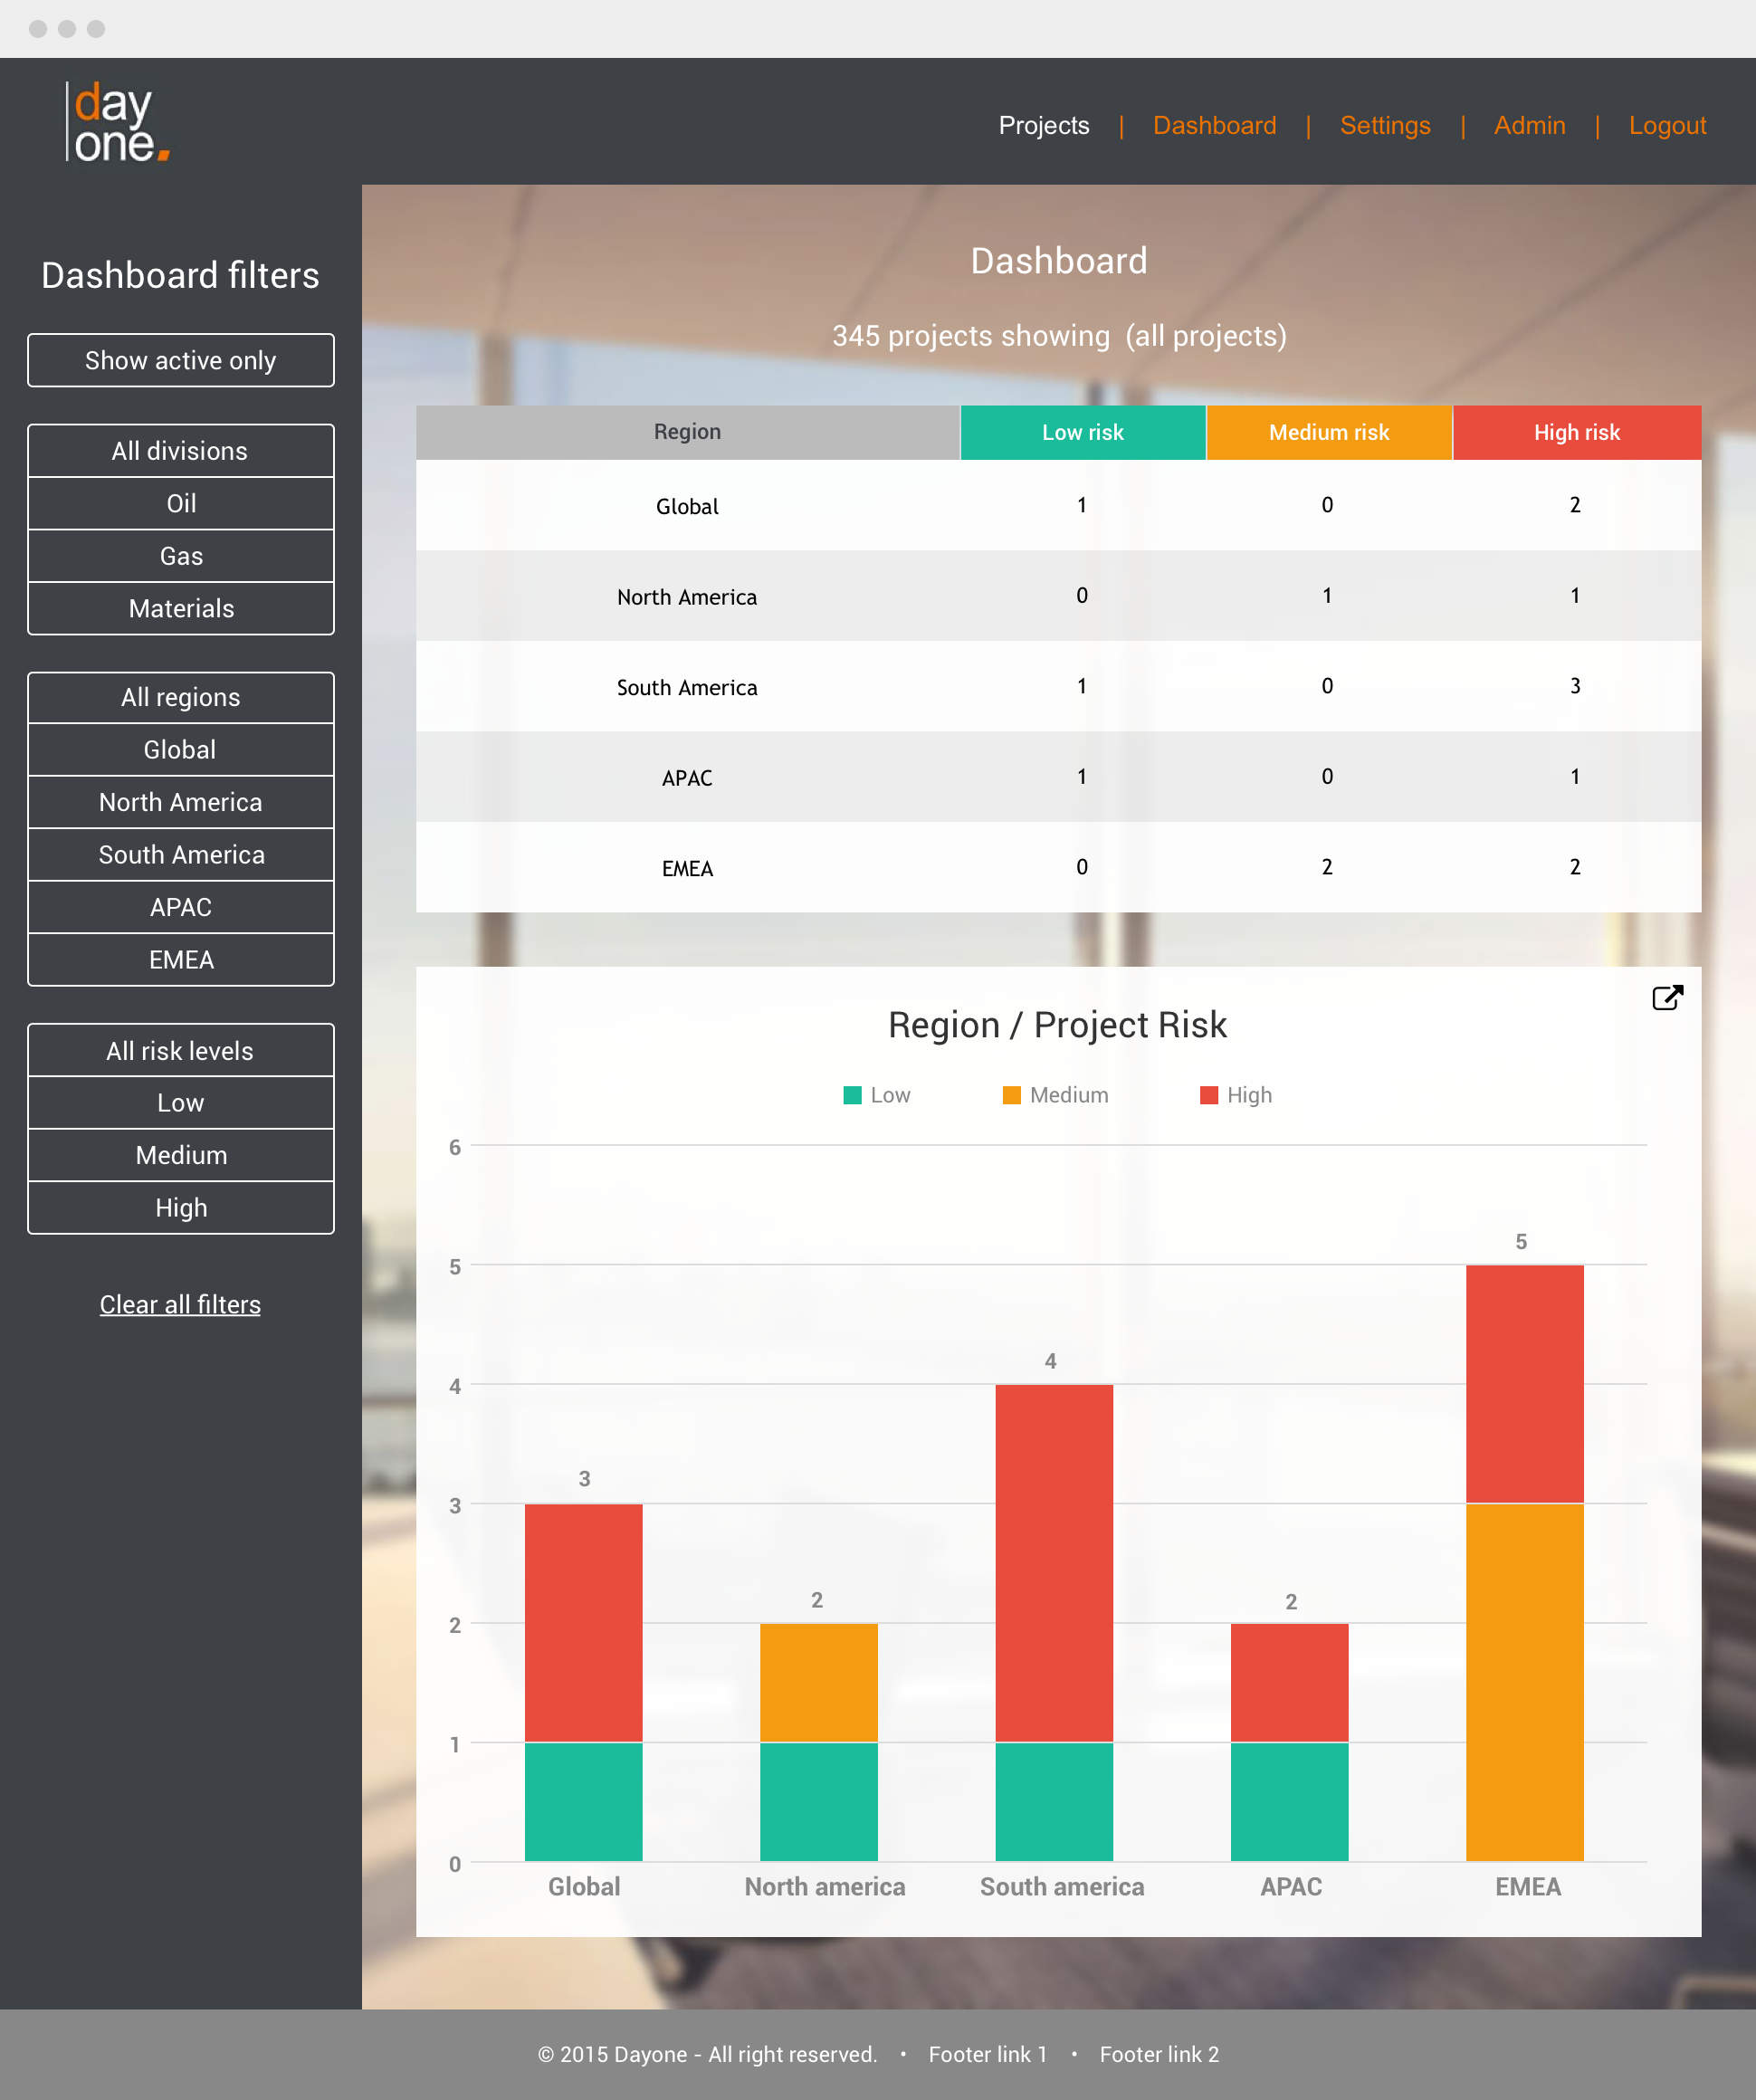 day
one.
Projects | Dashboard | Settings | Admin | Logout
Dashboard filters
Show active only
All divisions
Oil
Gas
Materials
All regions
Global
North America
South America
APAC
EMEA
All risk levels
Low
Medium
High
Clear all filters
Dashboard
345 projects showing (all projects)
Region Low risk Medium risk High risk
Global 1 0 2
North America 0 1 1
South America 1 0 3
APAC 1 0 1
EMEA 0 2 2
Region / Project Risk
Low Medium High
6
5
4
3
2
1
0
3
2
4
2
5
Global North america South america APAC EMEA
© 2015 Dayone - All right reserved. • Footer link 1 • Footer link 2